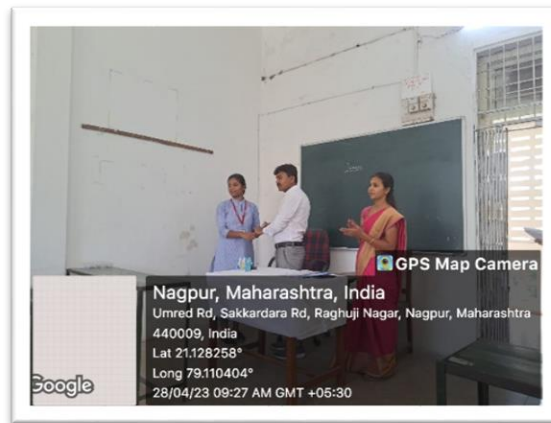 GPS Map Camera
Nagpur, Maharashtra, India
Umred Rd, Sakkardara Rd, Raghuji Nagar, Nagpur, Maharashtra
440009, India
Lat 21.128258°
Long 79.110404°
28/04/23 09:27 AM GMT +05:30
Google